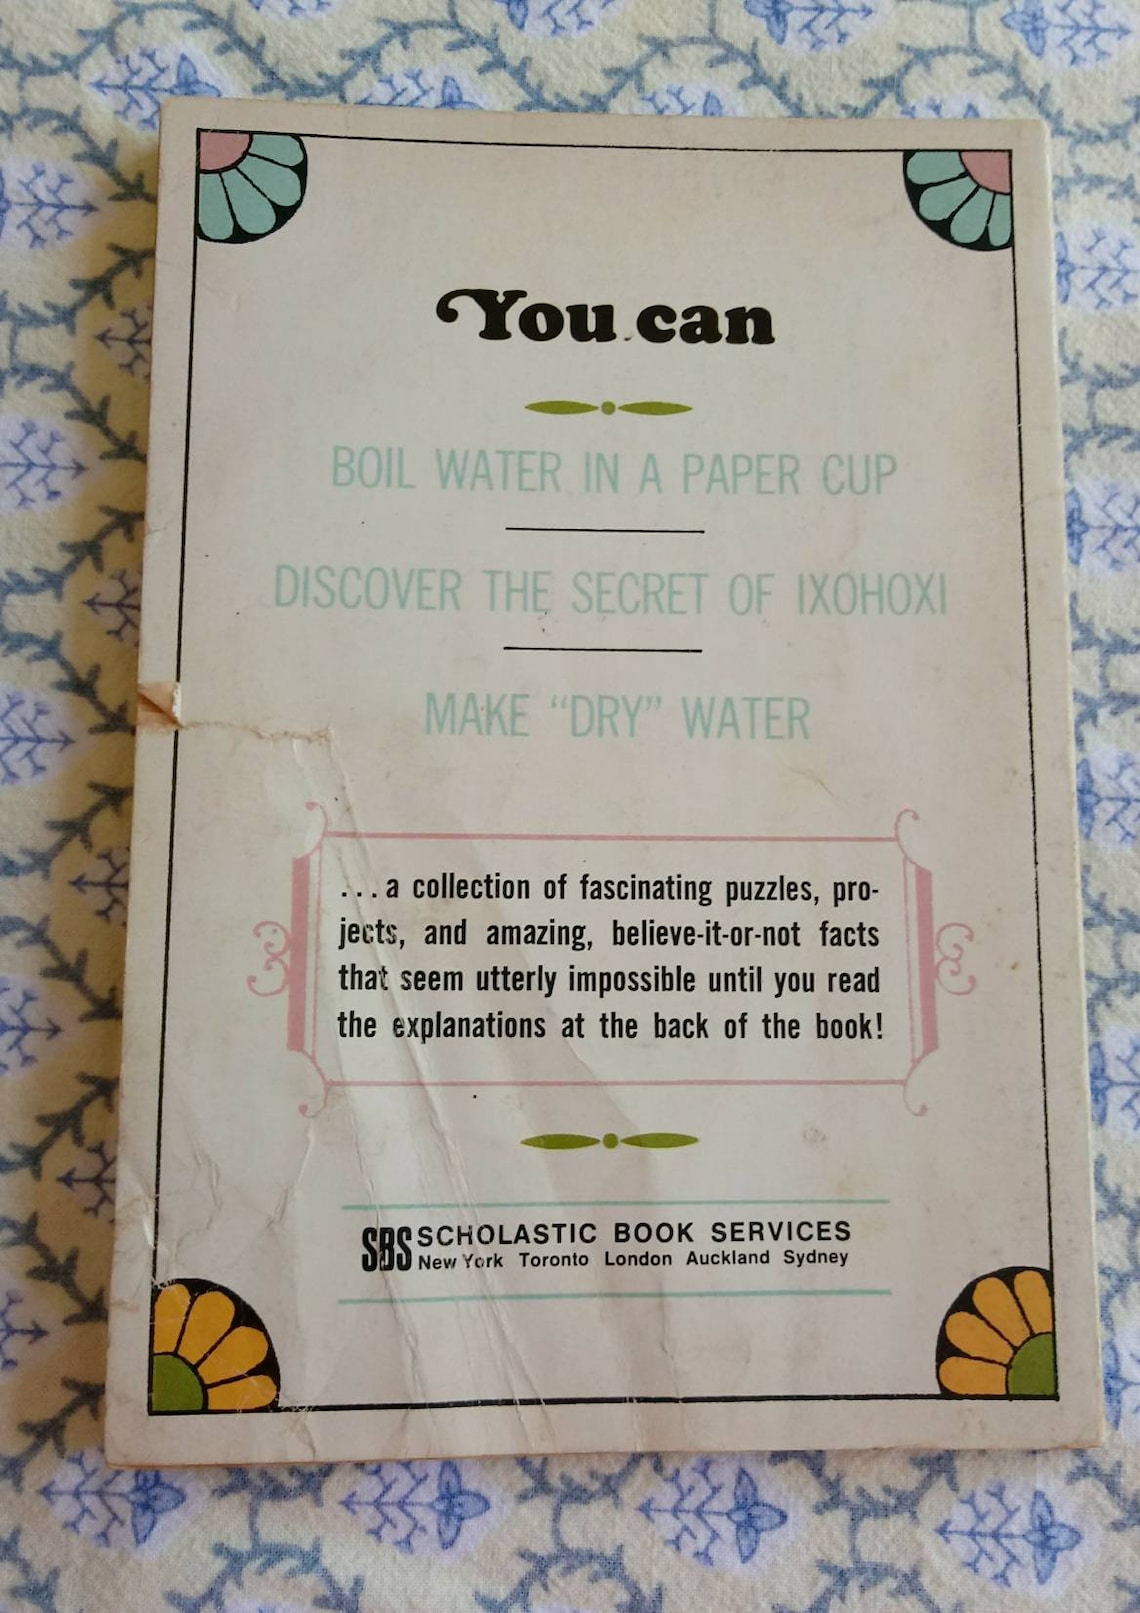 You can
BOIL WATER IN A PAPER CUP
DISCOVER THE SECRET OF IXOHOXI
MAKE “DRY” WATER
...a collection of fascinating puzzles, pro-
jects, and amazing, believe-it-or-not facts
that seem utterly impossible until you read
the explanations at the back of the book!
SBS SCHOLASTIC BOOK SERVICES
New York Toronto London Auckland Sydney